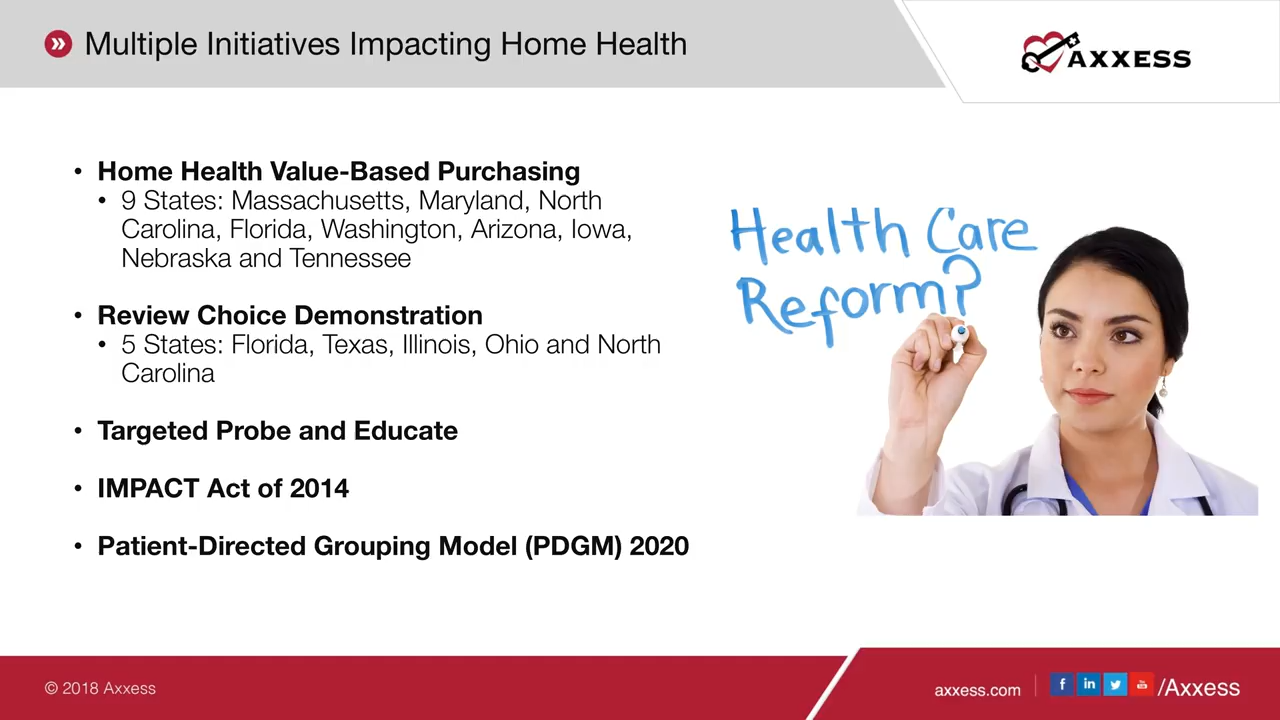 Multiple Initiatives Impacting Home Health
AXXESS
• Home Health Value-Based Purchasing
• 9 States: Massachusetts, Maryland, North
Carolina, Florida, Washington, Arizona, Iowa,
Nebraska and Tennessee
• Review Choice Demonstration
• 5 States: Florida, Texas, Illinois, Ohio and North
Carolina
• Targeted Probe and Educate
• IMPACT Act of 2014
• Patient-Directed Grouping Model (PDGM) 2020
Health Care
Reform?
© 2018 Axxess
axxess.com
/Axxess